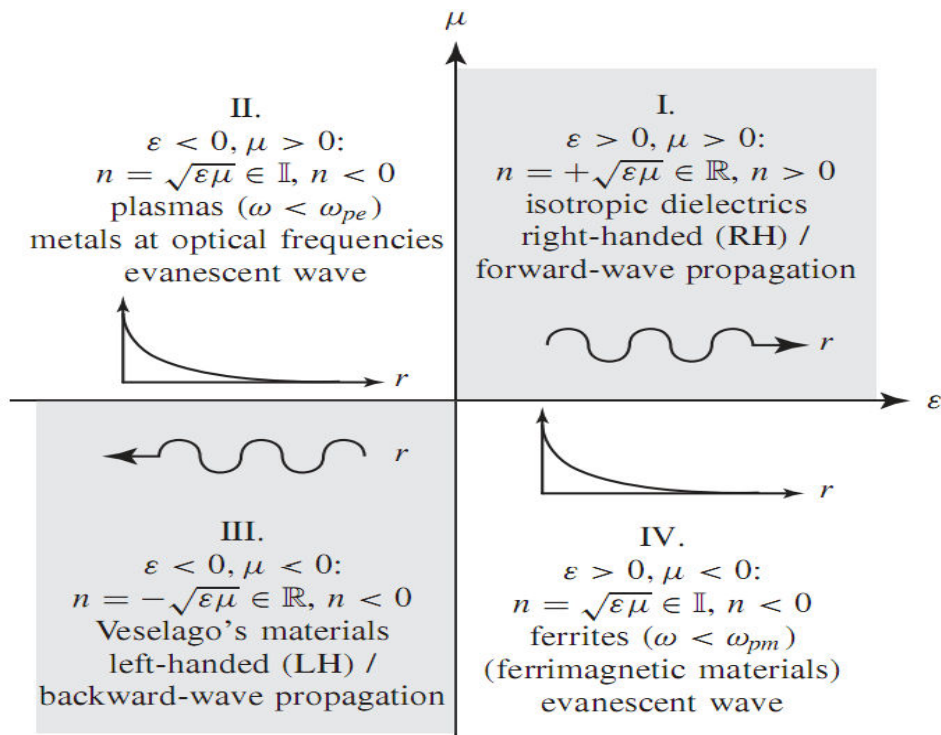 μ
II.
ε < 0, μ > 0:
n = √εμ ∈ 𝕀, n < 0
plasmas (ω < ωₚₑ)
metals at optical frequencies
evanescent wave
r
I.
ε > 0, μ > 0:
n = +√εμ ∈ ℝ, n > 0
isotropic dielectrics
right-handed (RH) /
forward-wave propagation
r
ε
r
III.
ε < 0, μ < 0:
n = −√εμ ∈ ℝ, n < 0
Veselago's materials
left-handed (LH) /
backward-wave propagation
r
IV.
ε > 0, μ < 0:
n = √εμ ∈ 𝕀, n < 0
ferrites (ω < ωₚₘ)
(ferrimagnetic materials)
evanescent wave